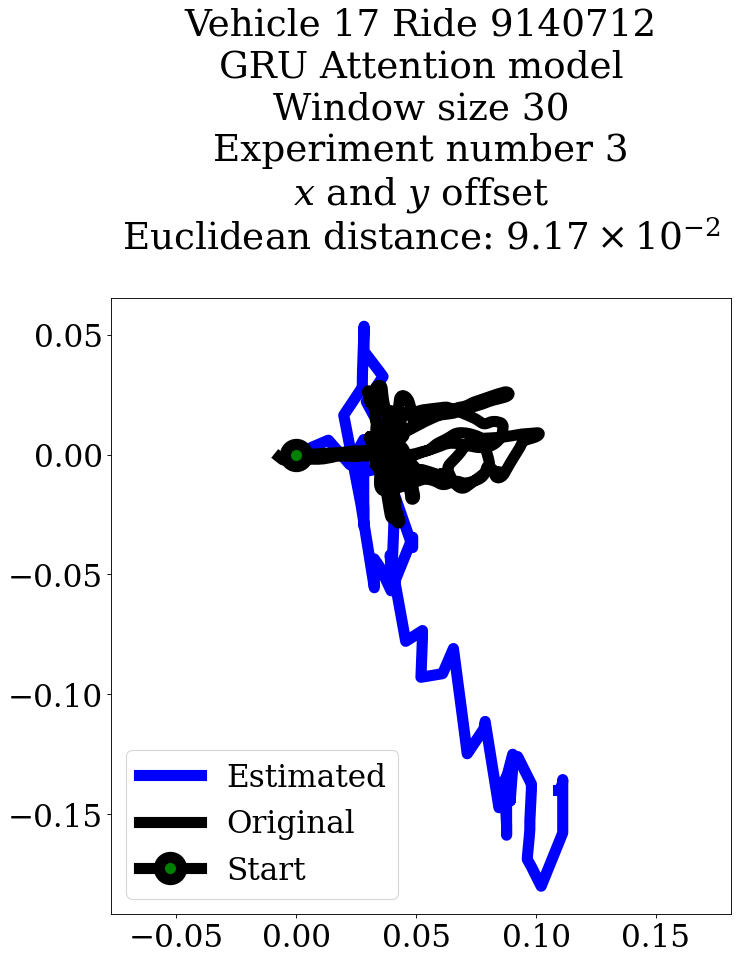 Vehicle 17 Ride 9140712
GRU Attention model
Window size 30
Experiment number 3
x and y offset
Euclidean distance: 9.17 × 10⁻²
0.05
0.00
−0.05
−0.10
−0.15
Estimated
Original
Start
−0.05 0.00 0.05 0.10 0.15